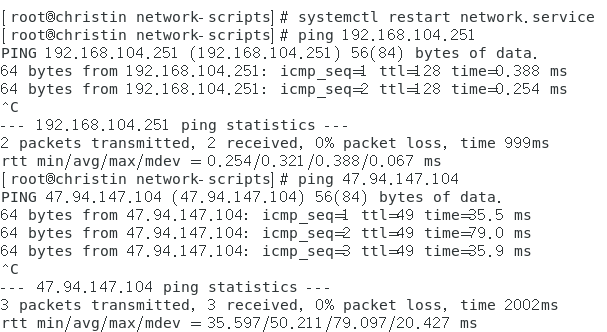 [root@christin network-scripts]# systemctl restart network.service
[root@christin network-scripts]# ping 192.168.104.251
PING 192.168.104.251 (192.168.104.251) 56(84) bytes of data.
64 bytes from 192.168.104.251: icmp_seq=1 ttl=128 time=0.388 ms
64 bytes from 192.168.104.251: icmp_seq=2 ttl=128 time=0.254 ms
^C
--- 192.168.104.251 ping statistics ---
2 packets transmitted, 2 received, 0% packet loss, time 999ms
rtt min/avg/max/mdev = 0.254/0.321/0.388/0.067 ms
[root@christin network-scripts]# ping 47.94.147.104
PING 47.94.147.104 (47.94.147.104) 56(84) bytes of data.
64 bytes from 47.94.147.104: icmp_seq=1 ttl=49 time=35.5 ms
64 bytes from 47.94.147.104: icmp_seq=2 ttl=49 time=79.0 ms
64 bytes from 47.94.147.104: icmp_seq=3 ttl=49 time=35.9 ms
^C
--- 47.94.147.104 ping statistics ---
3 packets transmitted, 3 received, 0% packet loss, time 2002ms
rtt min/avg/max/mdev = 35.597/50.211/79.097/20.427 ms